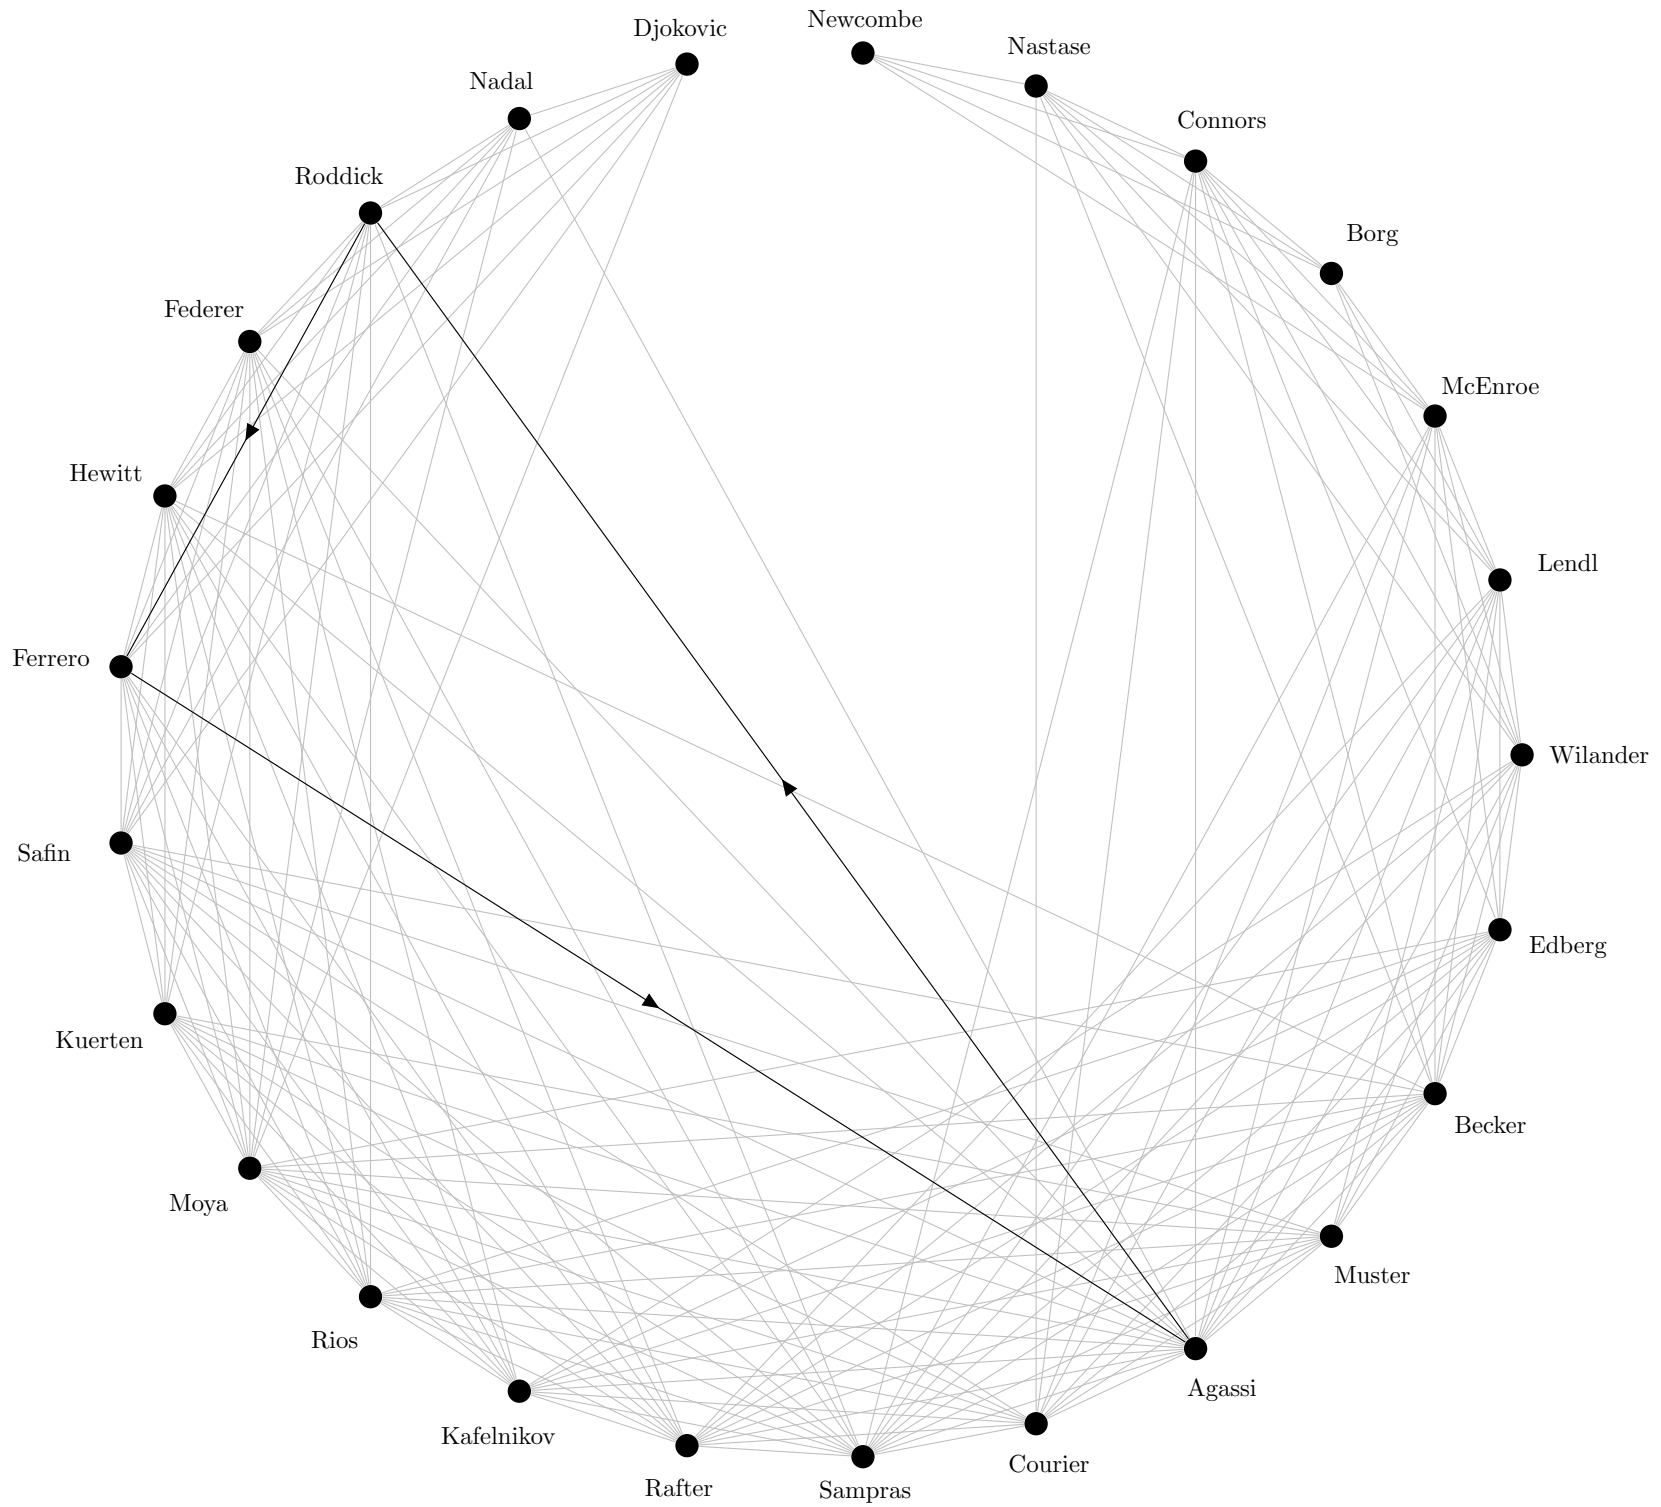 Newcombe
Djokovic
Nastase
Nadal
Connors
Roddick
Borg
Federer
McEnroe
Hewitt
Lendl
Ferrero
Wilander
Safin
Edberg
Kuerten
Becker
Moya
Muster
Rios
Agassi
Kafelnikov
Courier
Rafter
Sampras